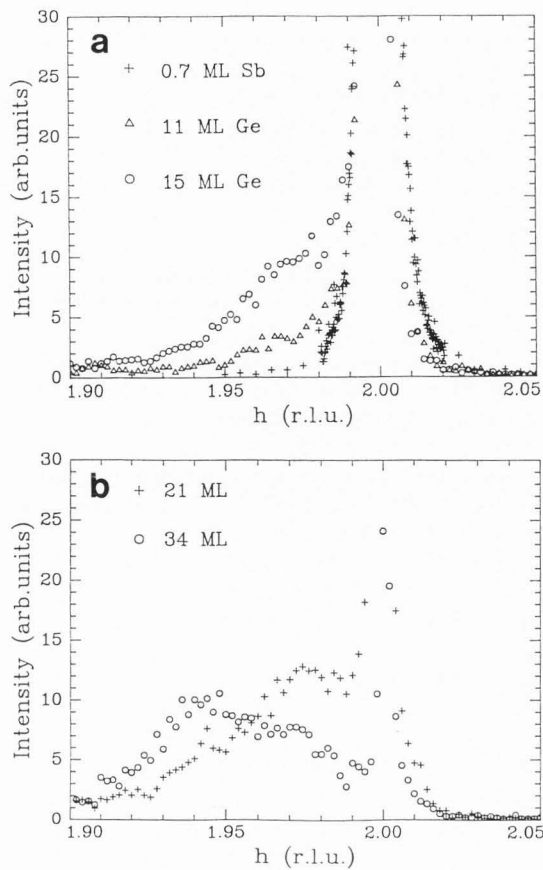 a
30
25
20
15
10
5
0
Intensity (arb.units)
+ 0.7 ML Sb
△ 11 ML Ge
○ 15 ML Ge
1.90 1.95 2.00 2.05
h (r.l.u.)
b
30
25
20
15
10
5
0
Intensity (arb.units)
+ 21 ML
○ 34 ML
1.90 1.95 2.00 2.05
h (r.l.u.)